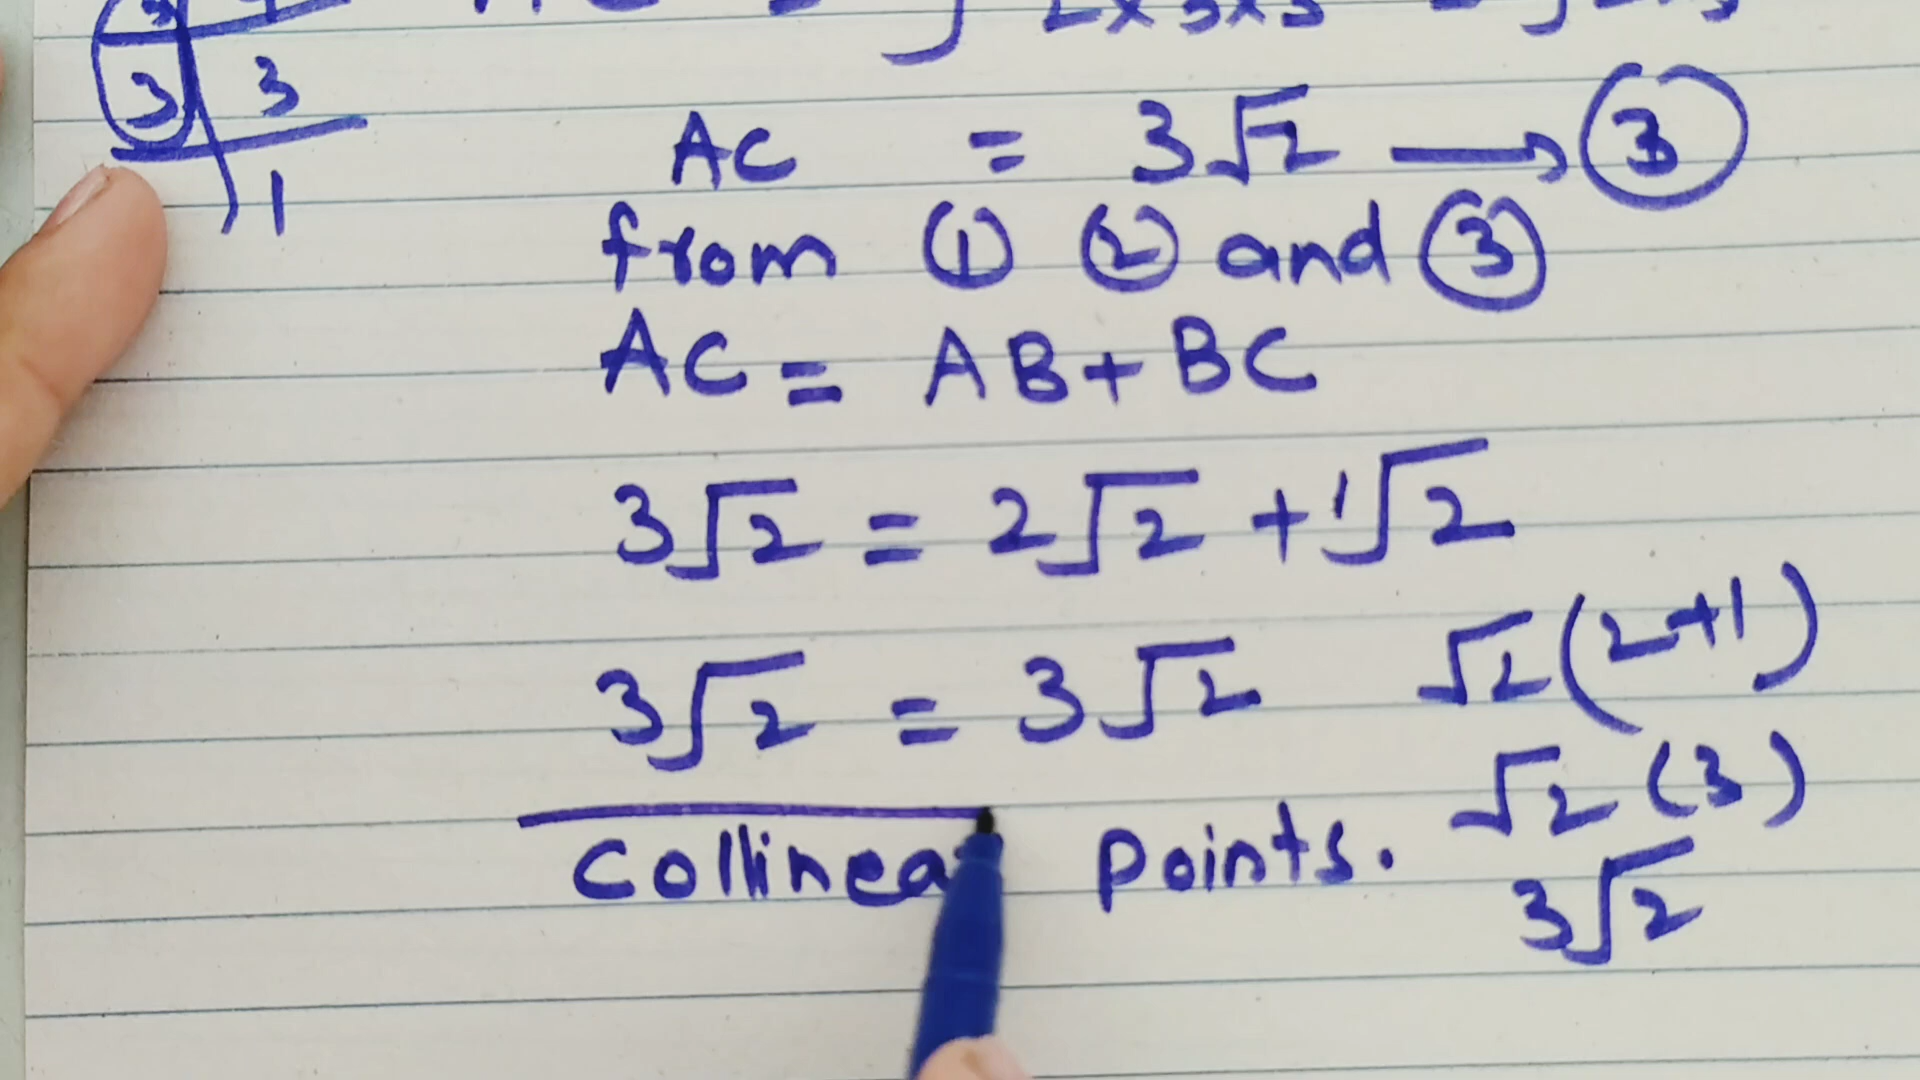 3 3
1
AC = 3√2 → ③
from ① ② and ③
AC = AB + BC
3√2 = 2√2 + 1√2
3√2 = 3√2 √2(2+1)
√2(3)
Collinear points.
3√2